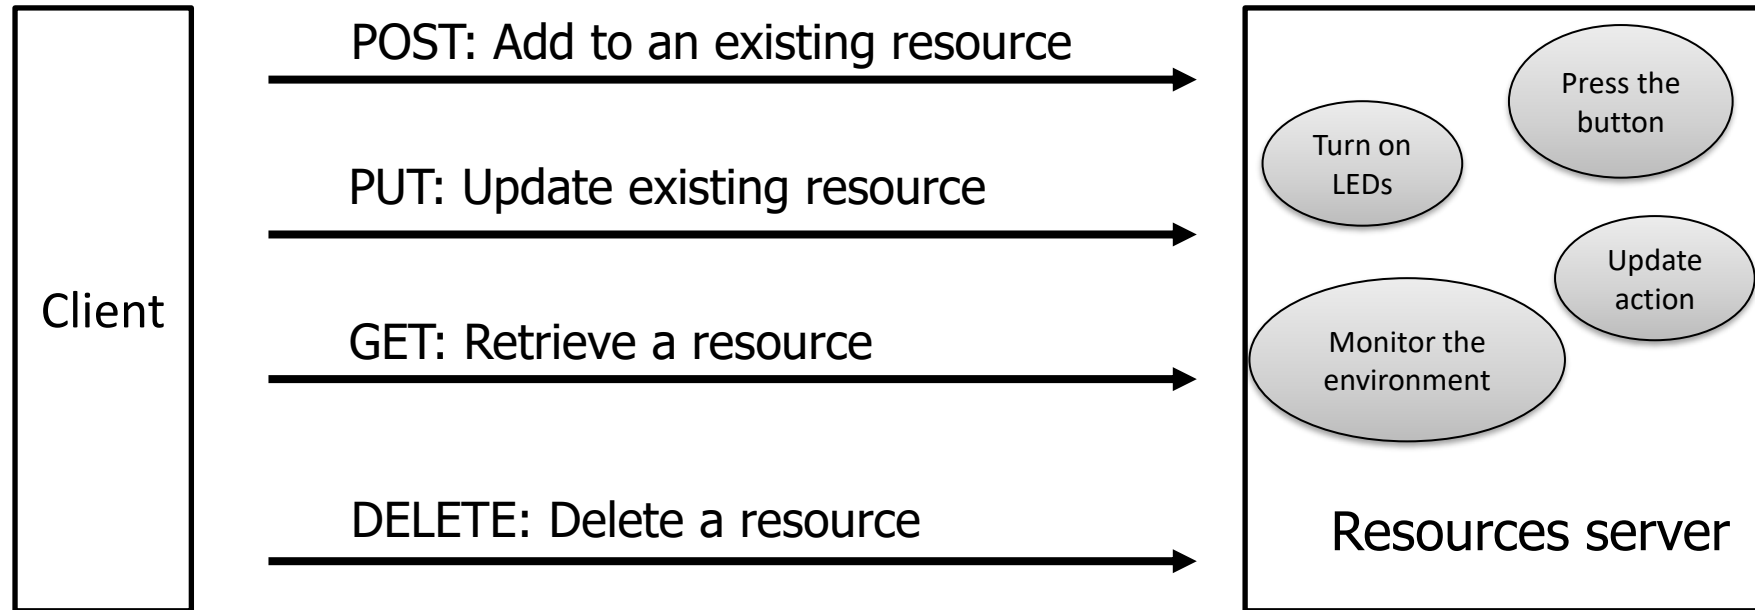 Client
POST: Add to an existing resource
PUT: Update existing resource
GET: Retrieve a resource
DELETE: Delete a resource
Press the
button
Turn on
LEDs
Update
action
Monitor the
environment
Resources server